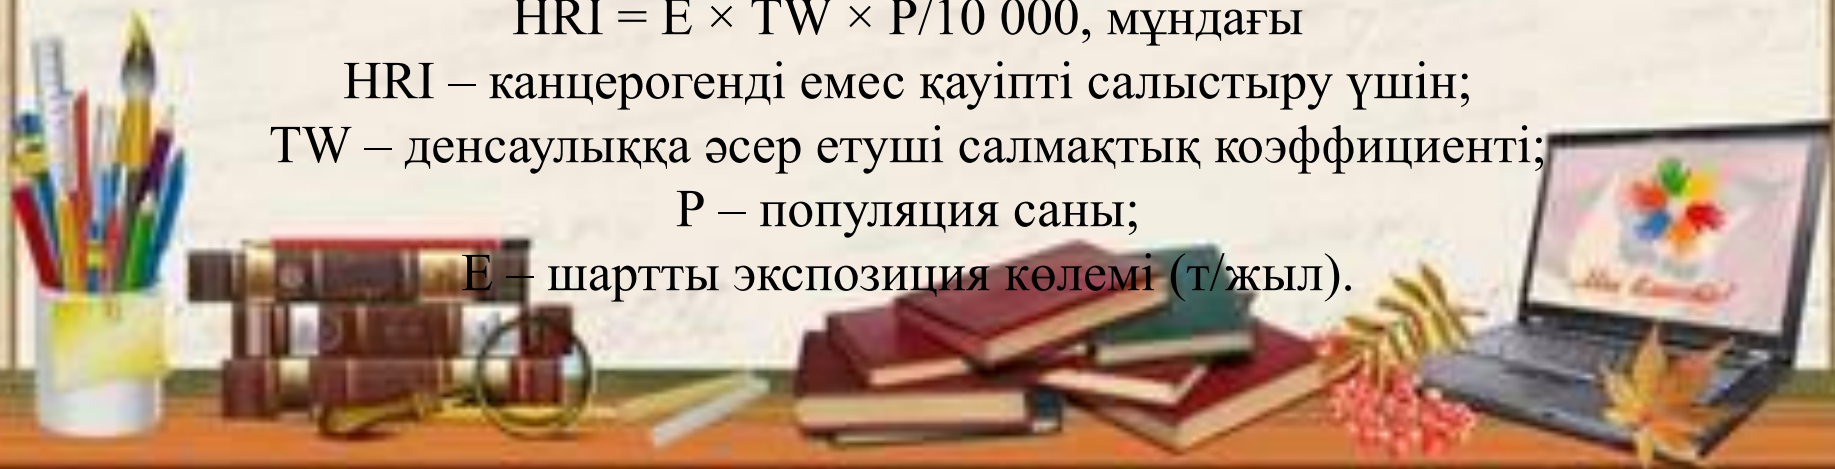 HRI = E × TW × P/10 000, мұндағы
HRI – канцерогенді емес қауіпті салыстыру үшін;
TW – денсаулыққа әсер етуші салмақтық коэффициенті;
P – популяция саны;
E – шартты экспозиция көлемі (т/жыл).